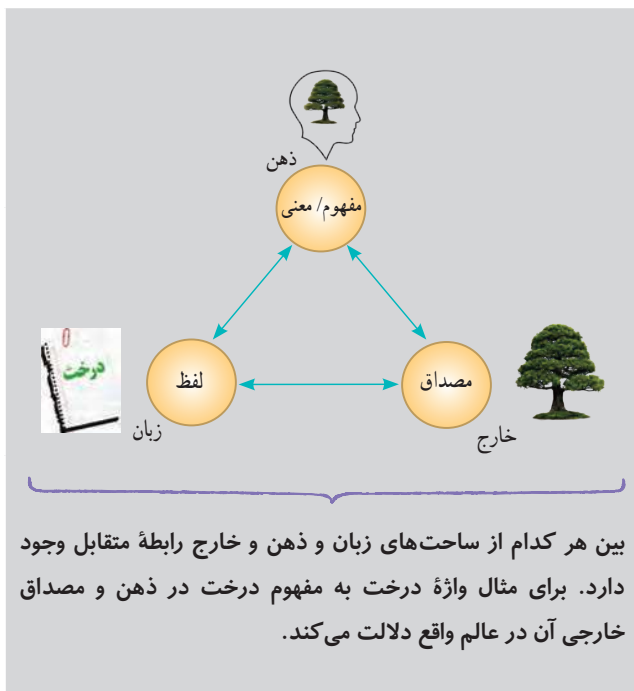 ذهن
مفهوم/ معنی
درخت
لفظ
مصداق
زبان
خارج
بین هر کدام از ساحت‌های زبان و ذهن و خارج رابطهٔ متقابل وجود
دارد. برای مثال واژهٔ درخت به مفهوم درخت در ذهن و مصداق
خارجی آن در عالم واقع دلالت می‌کند.